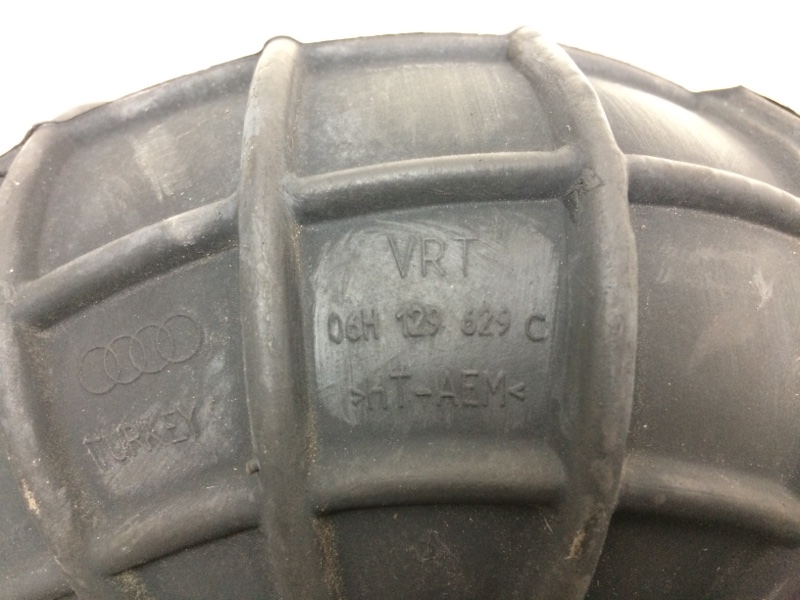 VRT
06H 129 629 C
>HT-AEM<
TURKEY